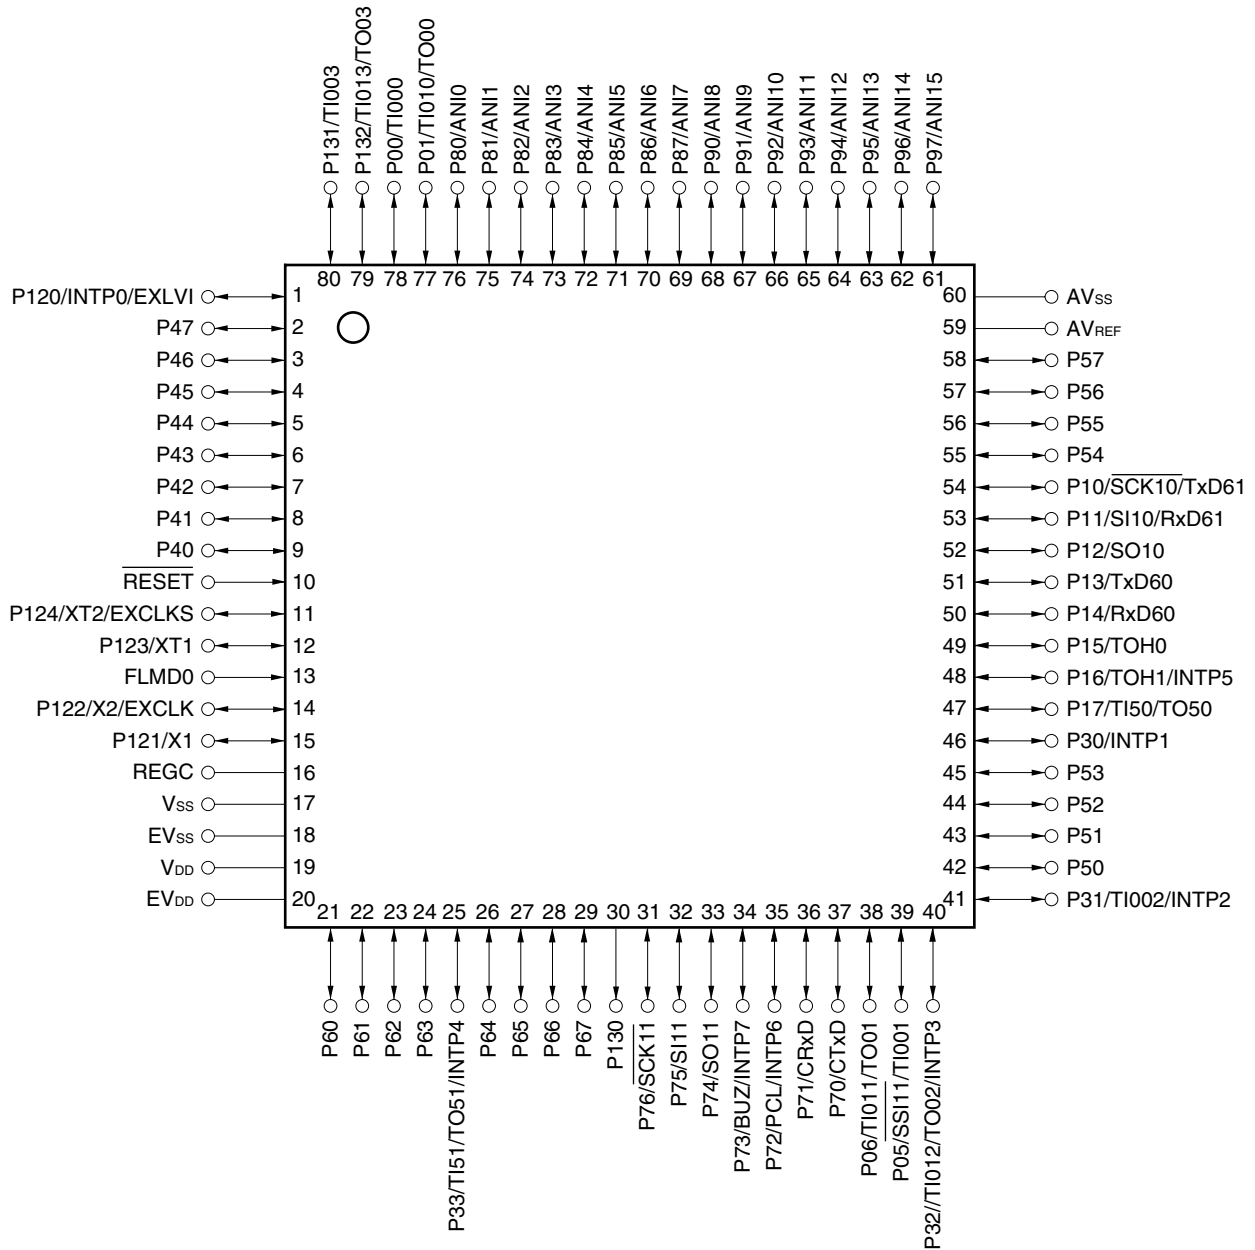 P131/TI003
P132/TI013/TO03
P00/TI000
P01/TI010/TO00
P80/ANI0
P81/ANI1
P82/ANI2
P83/ANI3
P84/ANI4
P85/ANI5
P86/ANI6
P87/ANI7
P90/ANI8
P91/ANI9
P92/ANI10
P93/ANI11
P94/ANI12
P95/ANI13
P96/ANI14
P97/ANI15
80 79 78 77 76 75 74 73 72 71 70 69 68 67 66 65 64 63 62 61
P120/INTP0/EXLVI 1
P47 2
P46 3
P45 4
P44 5
P43 6
P42 7
P41 8
P40 9
RESET 10
P124/XT2/EXCLKS 11
P123/XT1 12
FLMD0 13
P122/X2/EXCLK 14
P121/X1 15
REGC 16
VSS 17
EVSS 18
VDD 19
EVDD 20
60 AVSS
59 AVREF
58 P57
57 P56
56 P55
55 P54
54 P10/SCK10/TxD61
53 P11/SI10/RxD61
52 P12/SO10
51 P13/TxD60
50 P14/RxD60
49 P15/TOH0
48 P16/TOH1/INTP5
47 P17/TI50/TO50
46 P30/INTP1
45 P53
44 P52
43 P51
42 P50
41 P31/TI002/INTP2
21 22 23 24 25 26 27 28 29 30 31 32 33 34 35 36 37 38 39 40
P60
P61
P62
P63
P33/TI51/TO51/INTP4
P64
P65
P66
P67
P130
P76/SCK11
P75/SI11
P74/SO11
P73/BUZ/INTP7
P72/PCL/INTP6
P71/CRxD
P70/CTxD
P06/TI011/TO01
P05/SSI11/TI001
P32//TI012/TO02/INTP3